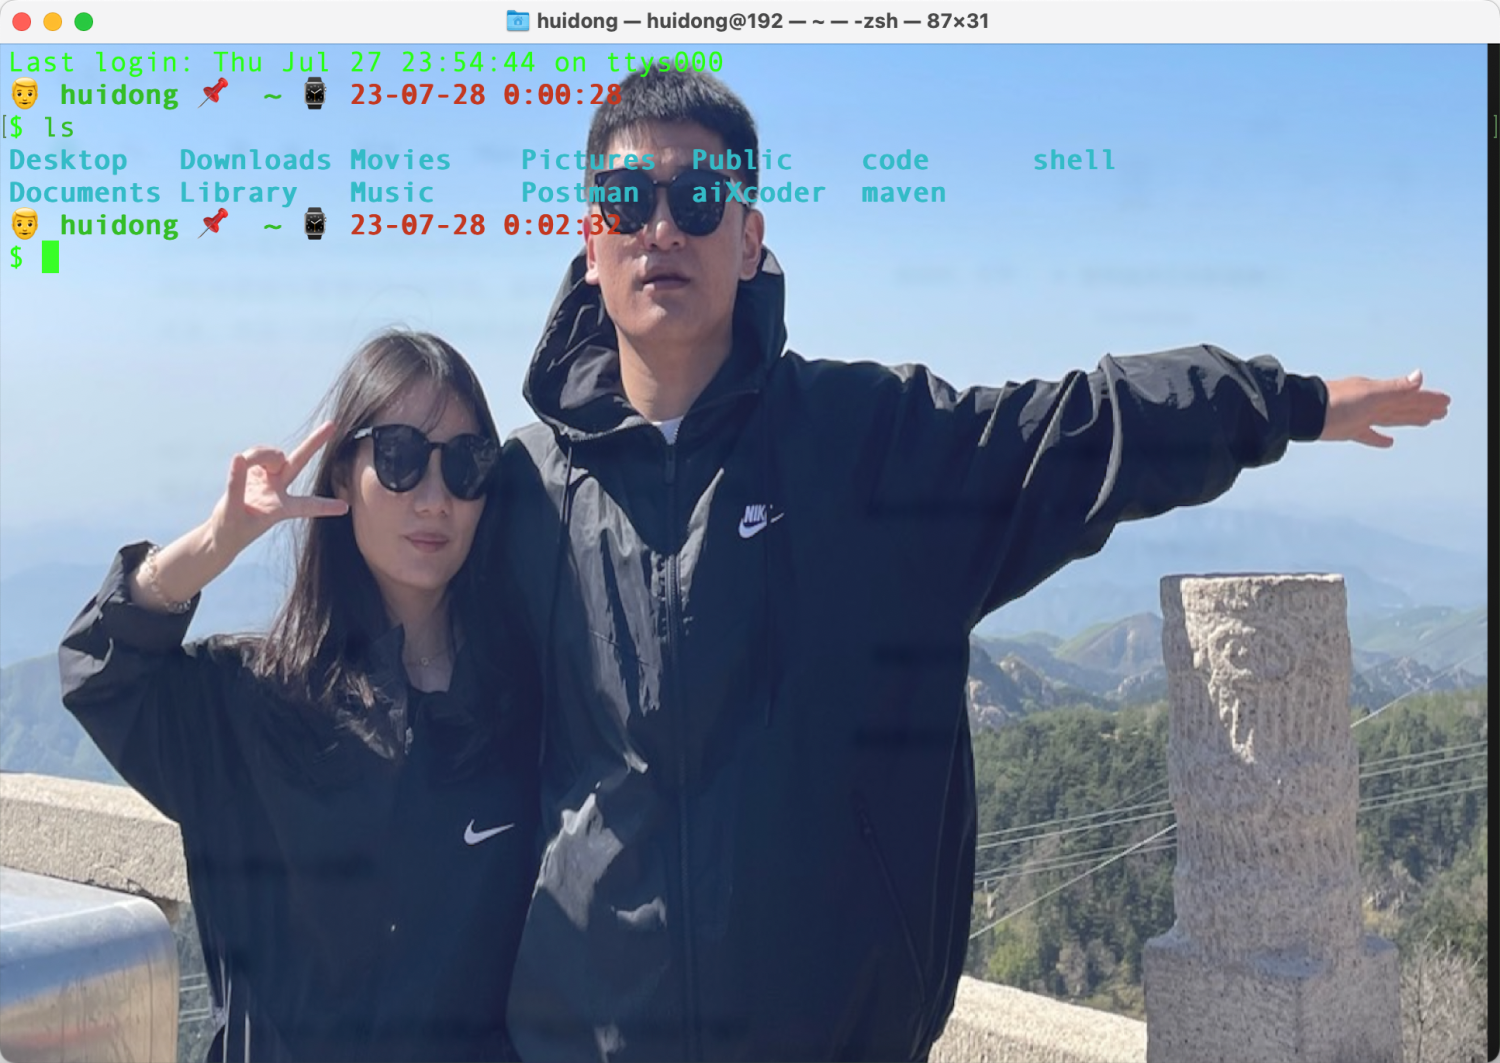 huidong — huidong@192 — ~ — -zsh — 87×31
Last login: Thu Jul 27 23:54:44 on ttys000
huidong ~ 23-07-28 0:00:28
[$ ls ]
Desktop Downloads Movies Pictures Public code shell
Documents Library Music Postman aiXcoder maven
huidong ~ 23-07-28 0:02:32
$
NIKE